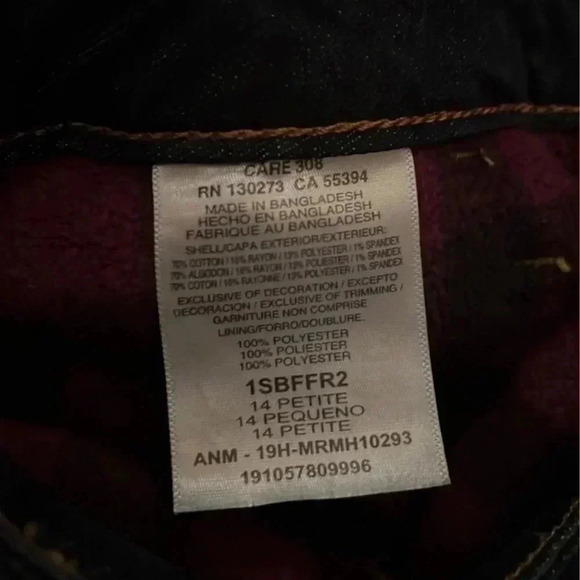 CARE 308
RN 130273 CA 55394
MADE IN BANGLADESH
HECHO EN BANGLADESH
FABRIQUE AU BANGLADESH
SHELL/CAPA EXTERIOR/EXTERIEUR:
70% COTTON / 16% RAYON / 13% POLYESTER / 1% SPANDEX
70% ALGODON / 16% RAYON / 13% POLIESTER / 1% SPANDEX
70% COTON / 16% RAYONNE / 13% POLYESTER / 1% SPANDEX
EXCLUSIVE OF DECORATION / EXCEPTO
DECORACION / EXCLUSIVE OF TRIMMING /
GARNITURE NON COMPRISE
LINING/FORRO/DOUBLURE.
100% POLYESTER
100% POLIESTER
100% POLYESTER
1SBFFR2
14 PETITE
14 PEQUENO
14 PETITE
ANM - 19H-MRMH10293
191057809996